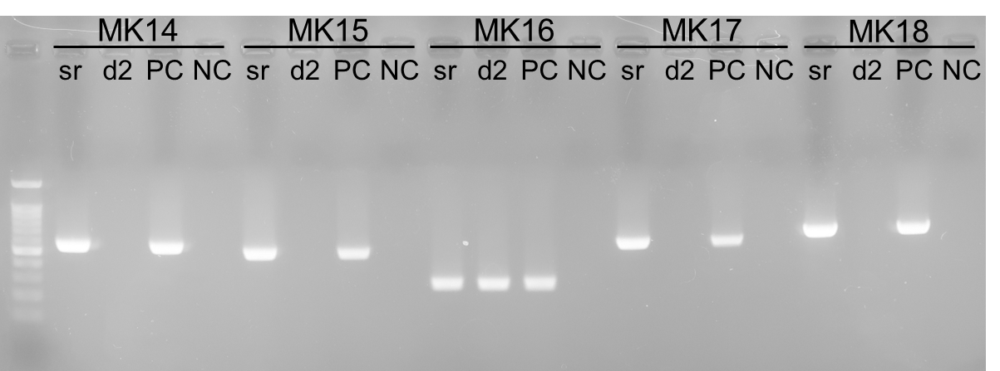 MK14 MK15 MK16 MK17 MK18
sr d2 PC NC sr d2 PC NC sr d2 PC NC sr d2 PC NC sr d2 PC NC